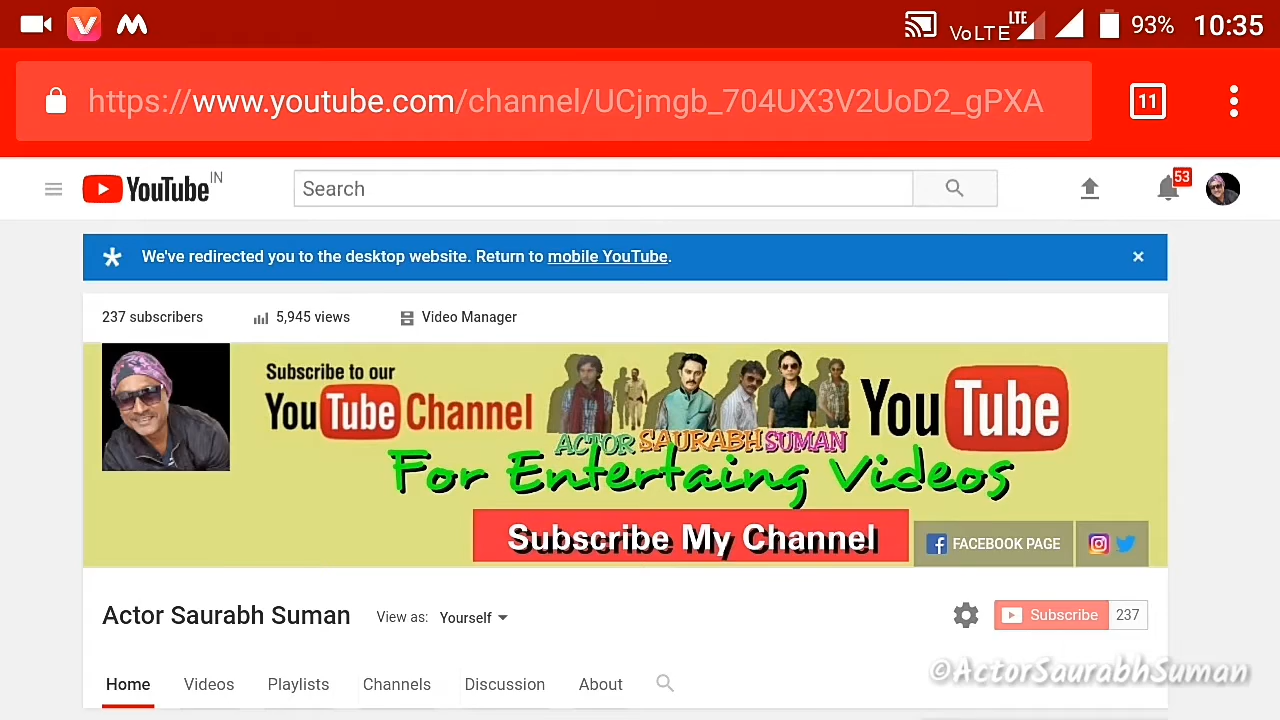 VoLTE LTE 93% 10:35
https://www.youtube.com/channel/UCjmgb_704UX3V2UoD2_gPXA 11
YouTube IN Search 53
We've redirected you to the desktop website. Return to mobile YouTube. ×
237 subscribers 5,945 views Video Manager
Subscribe to our
YouTube Channel
ACTOR SAURABH SUMAN
YouTube
For Entertaing Videos
Subscribe My Channel
FACEBOOK PAGE
Actor Saurabh Suman View as: Yourself Subscribe 237
©ActorSaurabhSuman
Home Videos Playlists Channels Discussion About